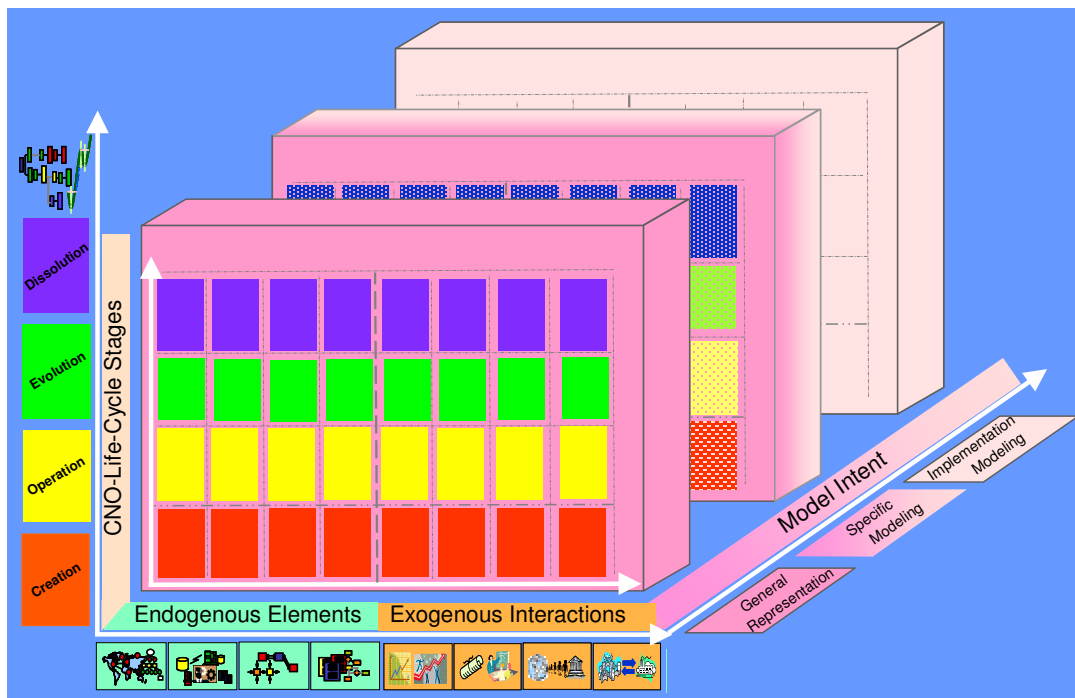 Dissolution
Evolution
Operation
Creation
CNO-Life-Cycle Stages
Endogenous Elements
Exogenous Interactions
Model Intent
General
Representation
Specific
Modeling
Implementation
Modeling